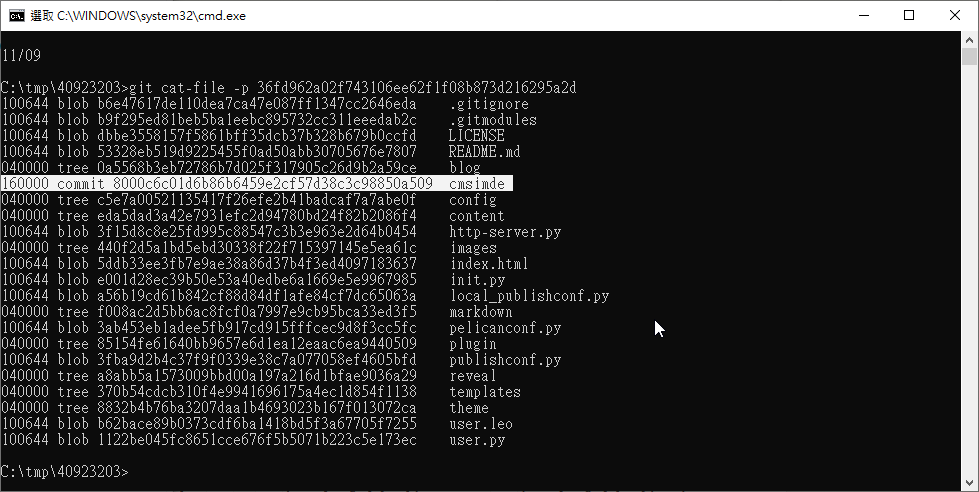 選取 C:\WINDOWS\system32\cmd.exe
11/09
C:\tmp\40923203>git cat-file -p 36fd962a02f743106ee62f1f08b873d216295a2d
100644 blob b6e47617de110dea7ca47e087ff1347cc2646eda    .gitignore
100644 blob b9f295ed81beb5ba1eebc895732cc311eeedab2c    .gitmodules
100644 blob dbbe3558157f5861bff35dcb37b328b679b0ccfd    LICENSE
100644 blob 53328eb519d9225455f0ad50abb30705676e7807    README.md
040000 tree 0a5568b3eb72786b7d025f317905c26d9b2a59ce    blog
160000 commit 8000c6c01d6b86b6459e2cf57d38c3c98850a509  cmsimde
040000 tree c5e7a00521135417f26efe2b41badcaf7a7abe0f    config
040000 tree eda5dad3a42e7931efc2d94780bd24f82b2086f4    content
100644 blob 3f15d8c8e25fd995c88547c3b3e963e2d64b0454    http-server.py
040000 tree 440f2d5a1bd5ebd30338f22f715397145e5ea61c    images
100644 blob 5ddb33ee3fb7e9ae38a86d37b4f3ed4097183637    index.html
100644 blob e001d28ec39b50e53a40edbe6a1669e5e9967985    init.py
100644 blob a56b19cd61b842cf88d84df1afe84cf7dc65063a    local_publishconf.py
040000 tree f008ac2d5bb6ac8fcf0a7997e9cb95bca33ed3f5    markdown
100644 blob 3ab453eb1adee5fb917cd915fffcec9d8f3cc5fc    pelicanconf.py
040000 tree 85154fe61640bb9657e6d1ea12eaac6ea9440509    plugin
100644 blob 3fba9d2b4c37f9f0339e38c7a077058ef4605bfd    publishconf.py
040000 tree a8abb5a1573009bbd00a197a216d1bfae9036a29    reveal
040000 tree 370b54cdcb310f4e9941696175a4ec1d854f1138    templates
040000 tree 8832b4b76ba3207daa1b4693023b167f013072ca    theme
100644 blob b62bace89b0373cdf6ba1418bd5f3a67705f7255    user.leo
100644 blob 1122be045fc8651cce676f5b5071b223c5e173ec    user.py
C:\tmp\40923203>